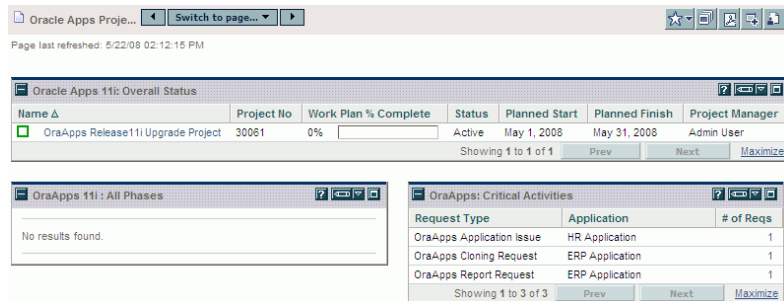 Oracle Apps Proje... Switch to page...
Page last refreshed: 5/22/08 02:12:15 PM
Oracle Apps 11i: Overall Status
Name Project No Work Plan % Complete Status Planned Start Planned Finish Project Manager
OraApps Release11i Upgrade Project 30061 0% Active May 1, 2008 May 31, 2008 Admin User
Showing 1 to 1 of 1 Prev Next Maximize
OraApps 11i : All Phases
No results found.
OraApps: Critical Activities
Request Type Application # of Reqs
OraApps Application Issue HR Application 1
OraApps Cloning Request ERP Application 1
OraApps Report Request ERP Application 1
Showing 1 to 3 of 3 Prev Next Maximize